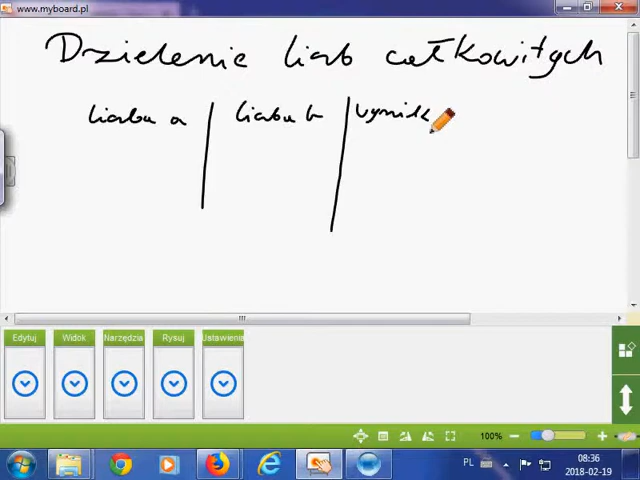 www.myboard.pl
Dzielenie liczb całkowitych
liczba a liczba b wynik
Edytuj Widok Narzędzia Rysuj Ustawienia
100%
PL 08:36
2018-02-19